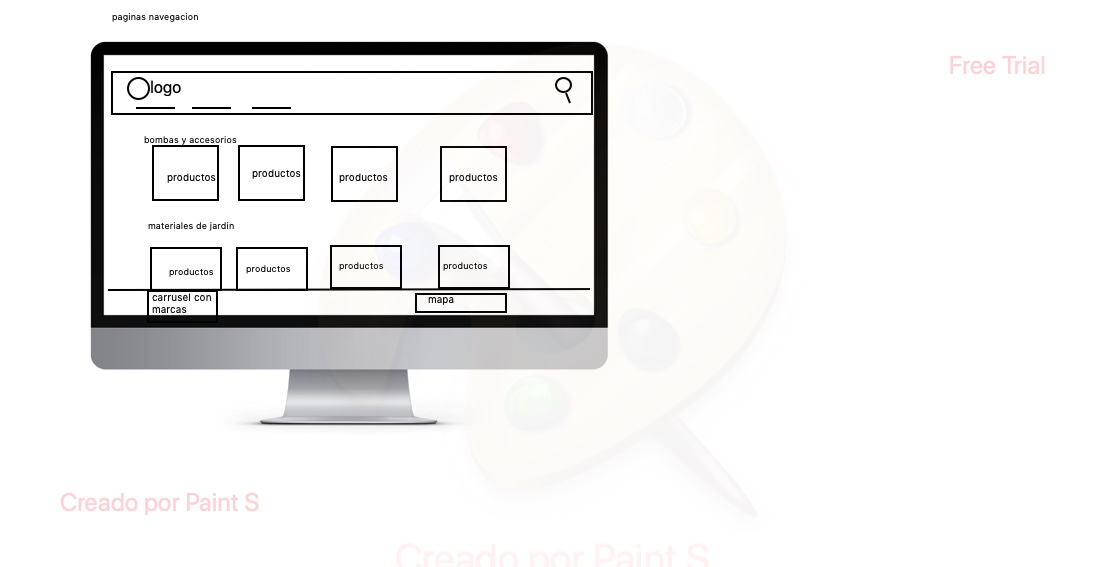 paginas navegacion
Free Trial
logo
bombas y accesorios
productos
productos
productos
productos
materiales de jardin
productos
productos
productos
productos
carrusel con
marcas
mapa
Creado por Paint S
Creado por Paint S